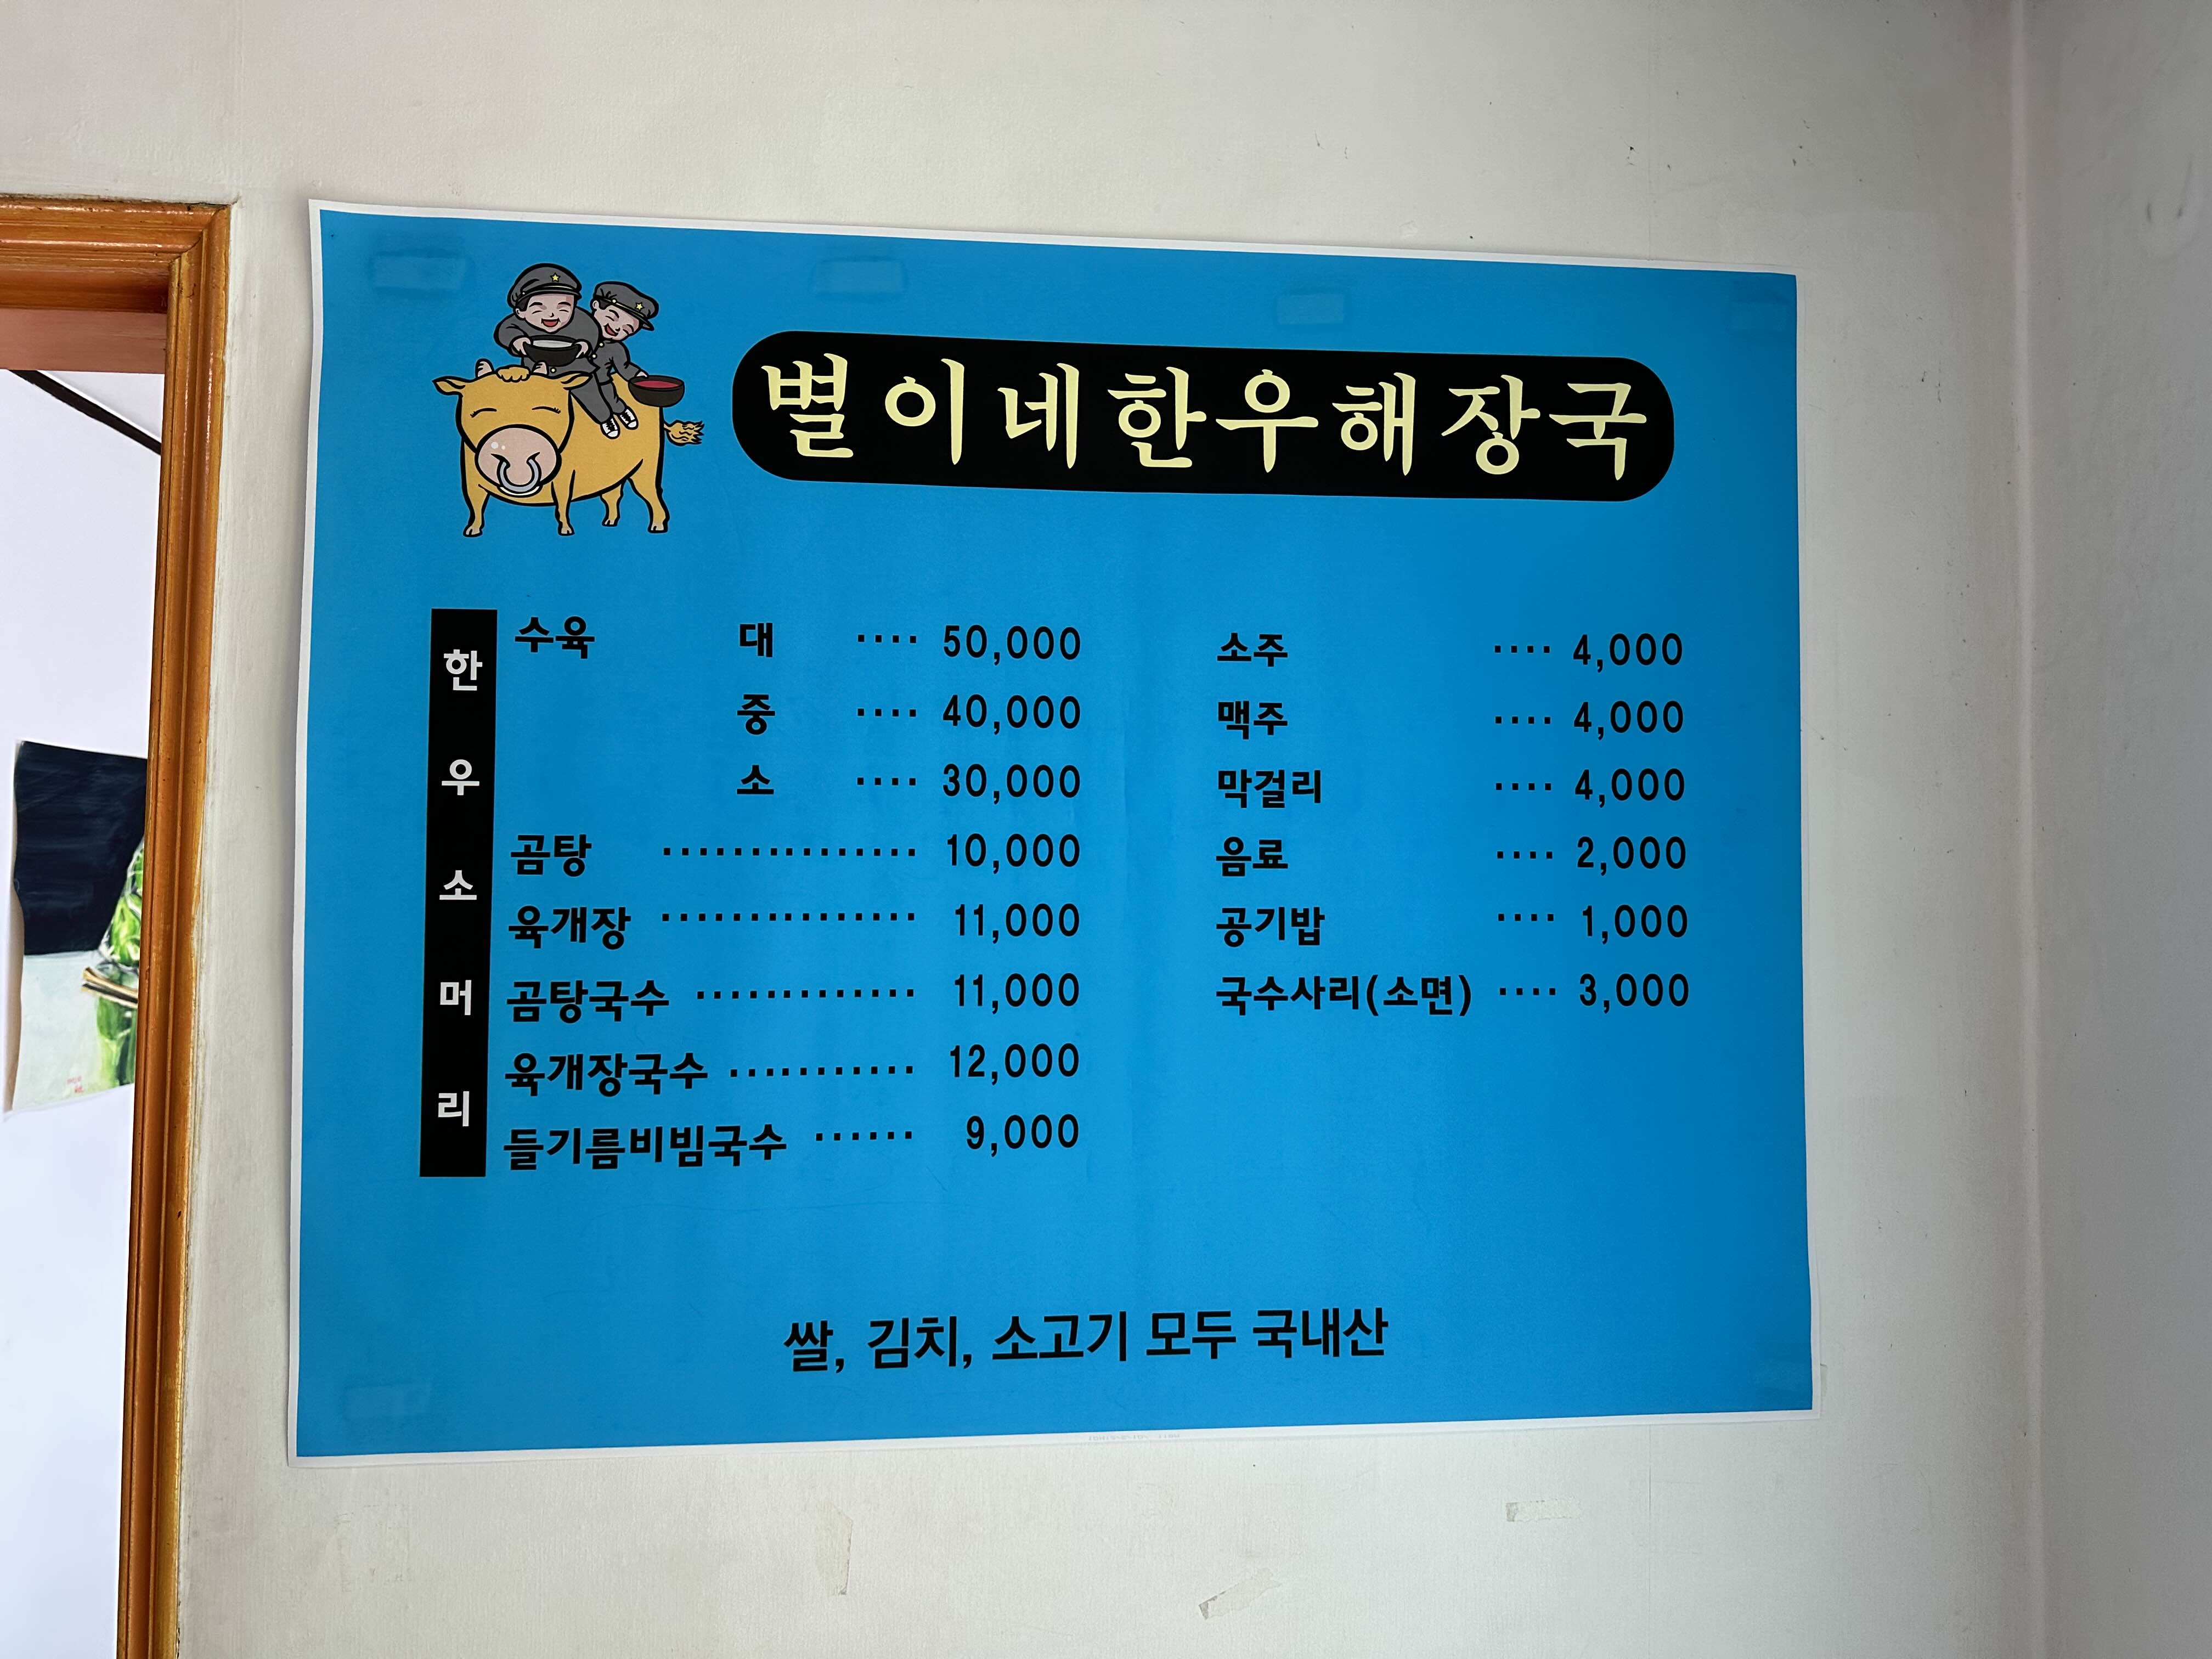 별이네한우해장국
한우소머리
수육 대 ···· 50,000
중 ···· 40,000
소 ···· 30,000
곰탕 ··············· 10,000
육개장 ··············· 11,000
곰탕국수 ············· 11,000
육개장국수 ··········· 12,000
들기름비빔국수 ······ 9,000
소주 ···· 4,000
맥주 ···· 4,000
막걸리 ···· 4,000
음료 ···· 2,000
공기밥 ···· 1,000
국수사리(소면) ···· 3,000
쌀, 김치, 소고기 모두 국내산